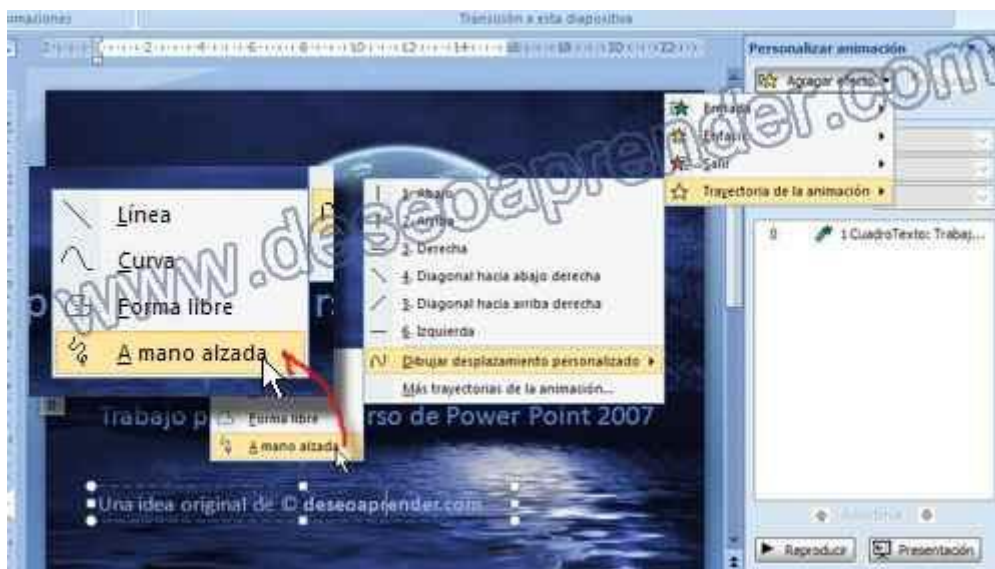 Transición a esta diapositiva
Personalizar animación
Agregar efecto
Entrada
Énfasis
Salir
Trayectoria de la animación
1. Abajo
2. Arriba
3. Derecha
4. Diagonal hacia abajo derecha
5. Diagonal hacia arriba derecha
6. Izquierda
Dibujar desplazamiento personalizado
Más trayectorias de la animación...
Línea
Curva
Forma libre
A mano alzada
Forma libre
A mano alzada
0 1 CuadroTexto: Trabaj...
Trabajo p rso de Power Point 2007
Una idea original de © deseoaprender.com
Reproducir
Presentación
www.deseoaprender.com